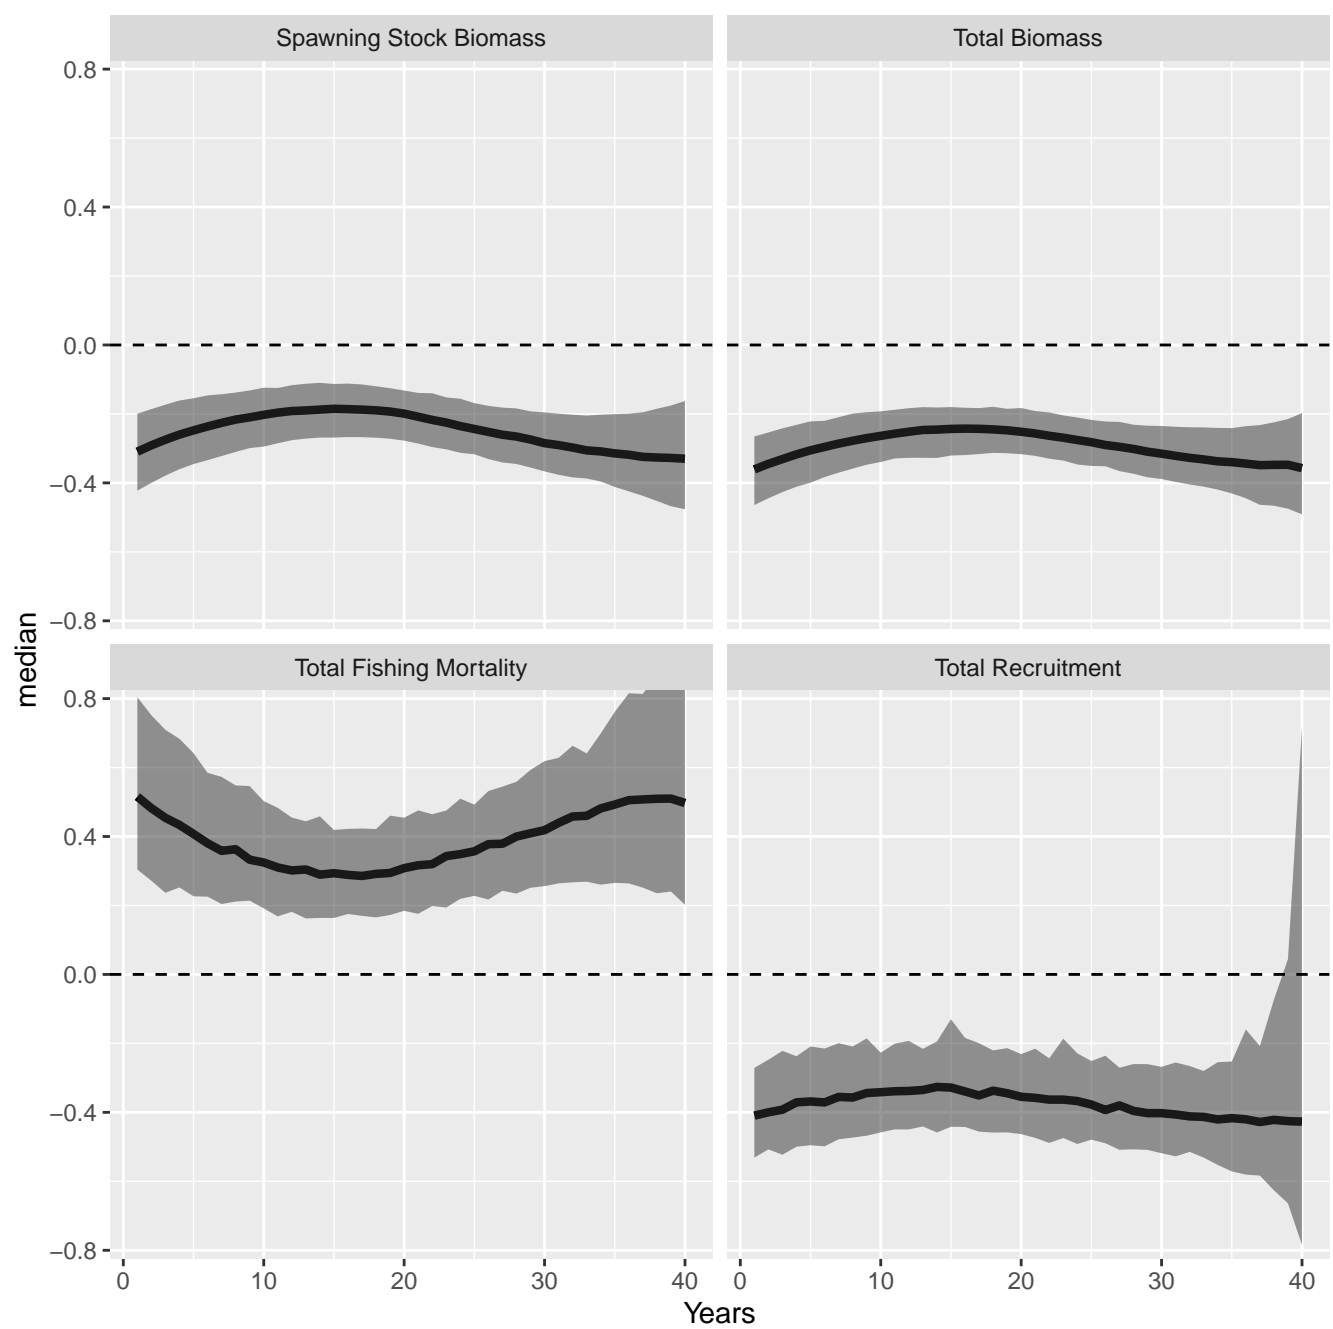 Spawning Stock Biomass
Total Biomass
0.8
0.4
0.0
−0.4
−0.8
median
Total Fishing Mortality
Total Recruitment
0.8
0.4
0.0
−0.4
−0.8
0 10 20 30 40
0 10 20 30 40
Years